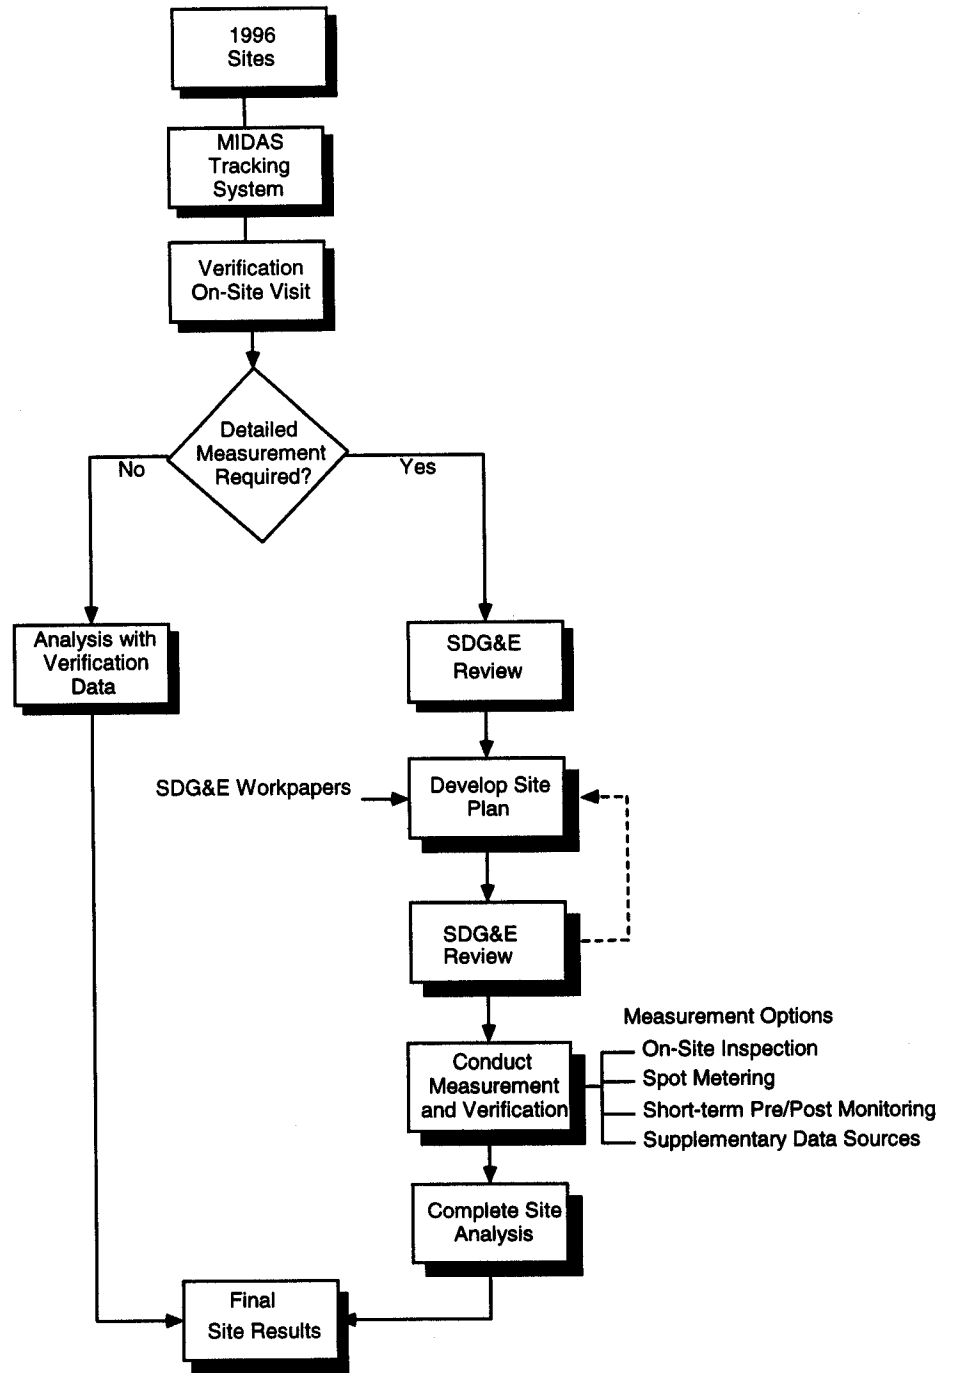 1996
Sites
MIDAS
Tracking
System
Verification
On-Site Visit
Detailed
Measurement
Required?
No
Yes
Analysis with
Verification
Data
SDG&E
Review
SDG&E Workpapers
Develop Site
Plan
SDG&E
Review
Measurement Options
On-Site Inspection
Spot Metering
Short-term Pre/Post Monitoring
Supplementary Data Sources
Conduct
Measurement
and Verification
Complete Site
Analysis
Final
Site Results